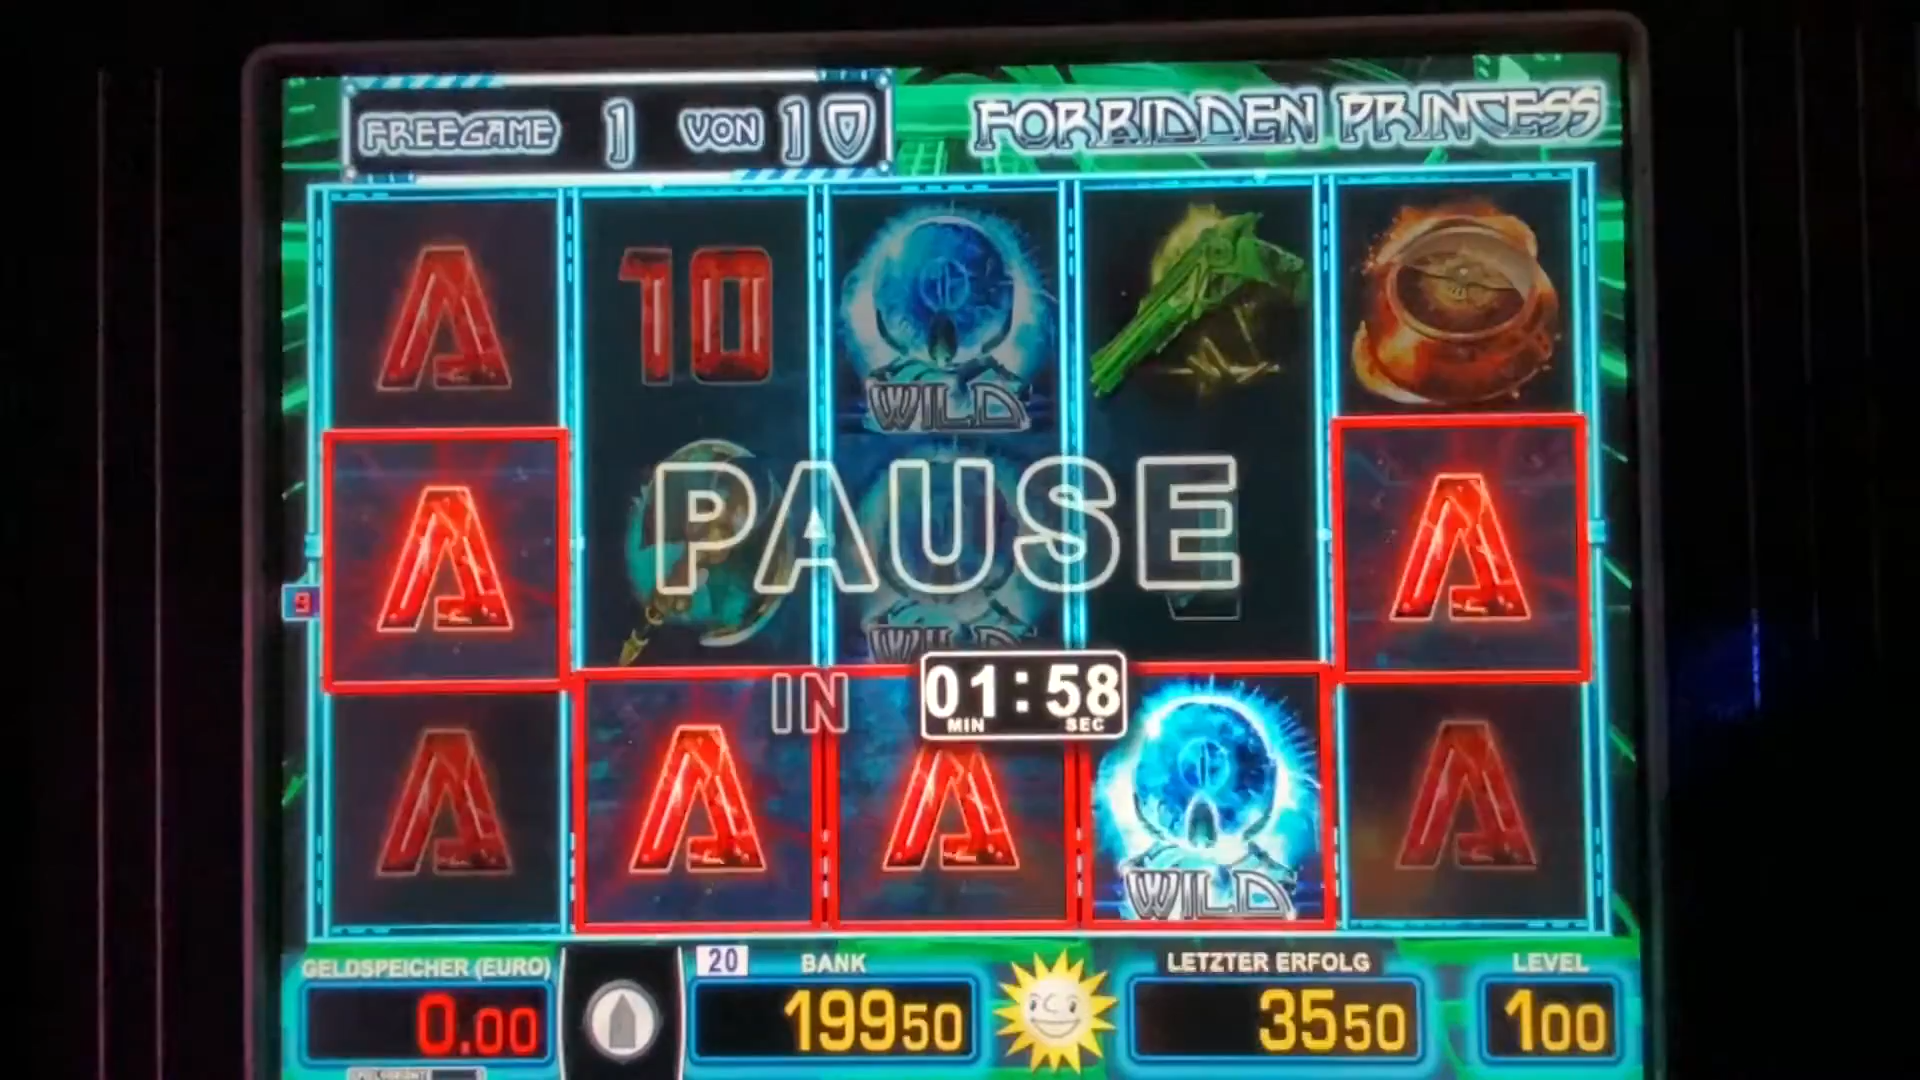 FREEGAME 1 VON 10
FORBIDDEN PRINCESS
A
10
WILD
A
PAUSE
A
WILD
IN
01:58
MIN SEC
A
A
A
WILD
A
GELDSPEICHER (EURO)
20
BANK
LETZTER ERFOLG
LEVEL
0.00
19950
3550
100